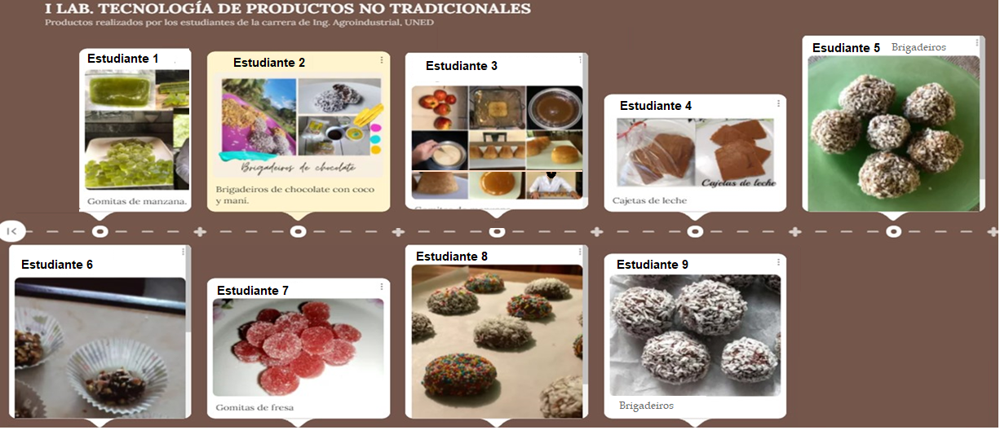 I LAB. TECNOLOGÍA DE PRODUCTOS NO TRADICIONALES
Productos realizados por los estudiantes de la carrera de Ing. Agroindustrial, UNED
Estudiante 1
Gomitas de manzana.
Estudiante 2
Brigadeiros de chocolate
Brigadeiros de chocolate con coco
y maní.
Estudiante 3
Estudiante 4
Cajetas de leche
Cajetas de leche
Esudiante 5 Brigadeiros
Estudiante 6
Estudiante 7
Gomitas de fresa
Estudiante 8
Estudiante 9
Brigadeiros